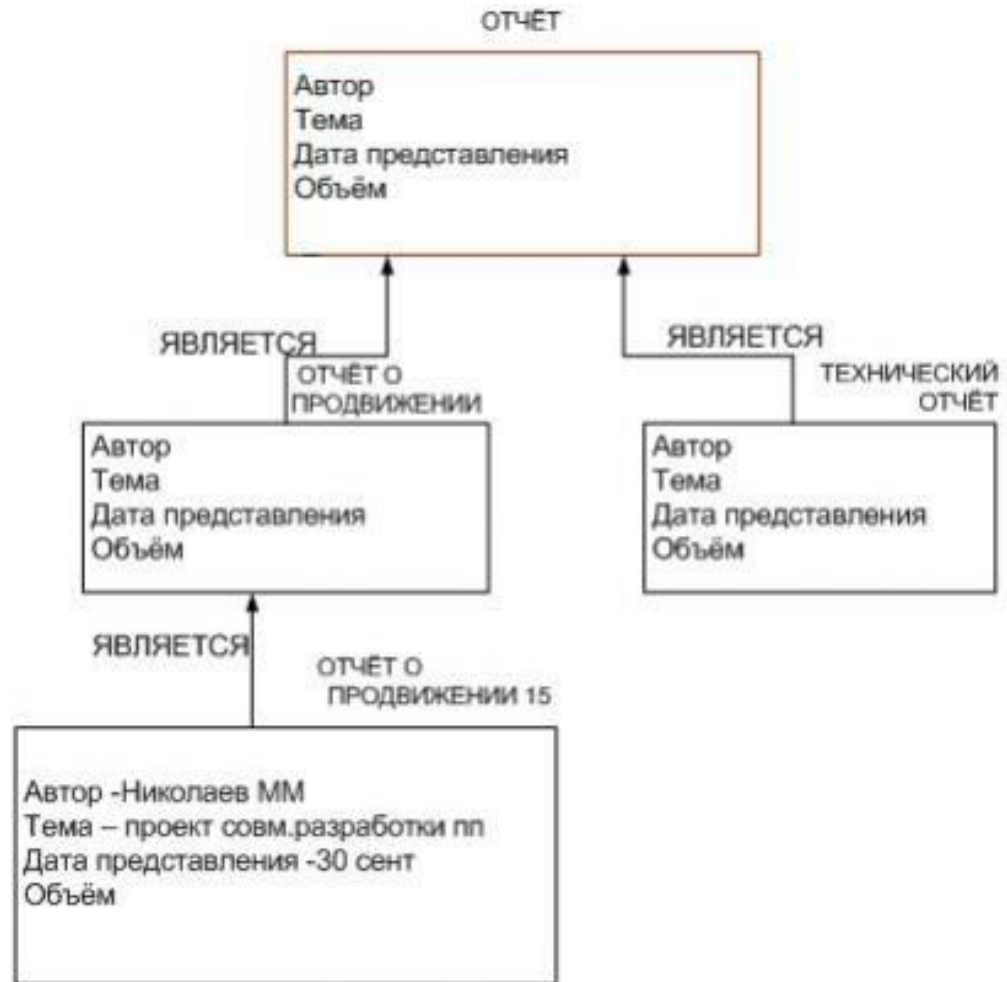 ОТЧЁТ
Автор
Тема
Дата представления
Объём
ЯВЛЯЕТСЯ
ЯВЛЯЕТСЯ
ОТЧЁТ О
ПРОДВИЖЕНИИ
ТЕХНИЧЕСКИЙ
ОТЧЁТ
Автор
Тема
Дата представления
Объём
Автор
Тема
Дата представления
Объём
ЯВЛЯЕТСЯ
ОТЧЁТ О
ПРОДВИЖЕНИИ 15
Автор -Николаев ММ
Тема – проект совм.разработки пп
Дата представления -30 сент
Объём